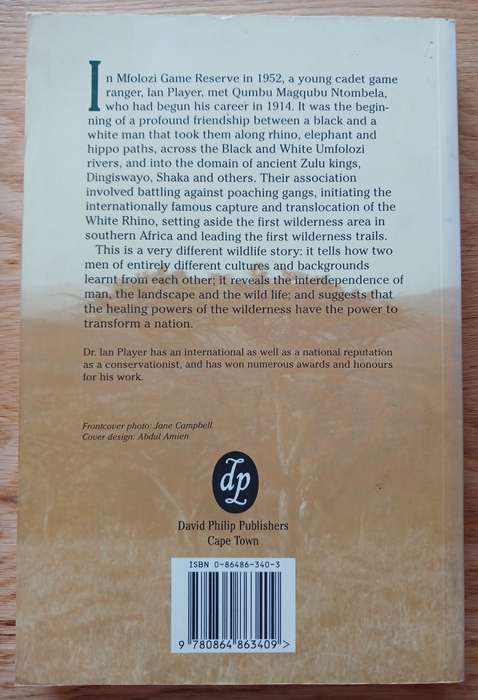 In Mfolozi Game Reserve in 1952, a young cadet game
ranger, Ian Player, met Qumbu Magqubu Ntombela,
who had begun his career in 1914. It was the begin-
ning of a profound friendship between a black and a
white man that took them along rhino, elephant and
hippo paths, across the Black and White Umfolozi
rivers, and into the domain of ancient Zulu kings,
Dingiswayo, Shaka and others. Their association
involved battling against poaching gangs, initiating the
internationally famous capture and translocation of the
White Rhino, setting aside the first wilderness area in
southern Africa and leading the first wilderness trails.
This is a very different wildlife story: it tells how two
men of entirely different cultures and backgrounds
learnt from each other; it reveals the interdependence of
man, the landscape and the wild life; and suggests that
the healing powers of the wilderness have the power to
transform a nation.
Dr. Ian Player has an international as well as a national reputation
as a conservationist, and has won numerous awards and honours
for his work.
Frontcover photo: Jane Campbell
Cover design: Abdul Amien
dp
David Philip Publishers
Cape Town
ISBN 0-86486-340-3
9 780864 863409 >